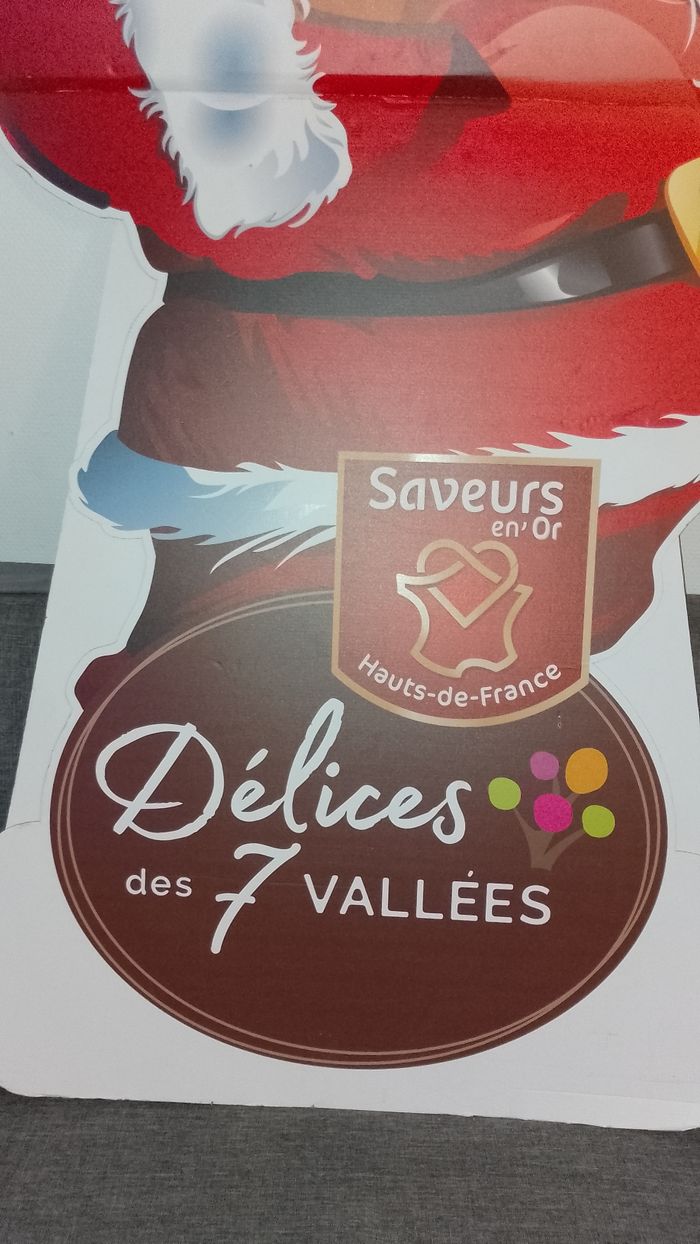 Saveurs
en'Or
Hauts-de-France
Délices
des 7 VALLÉES